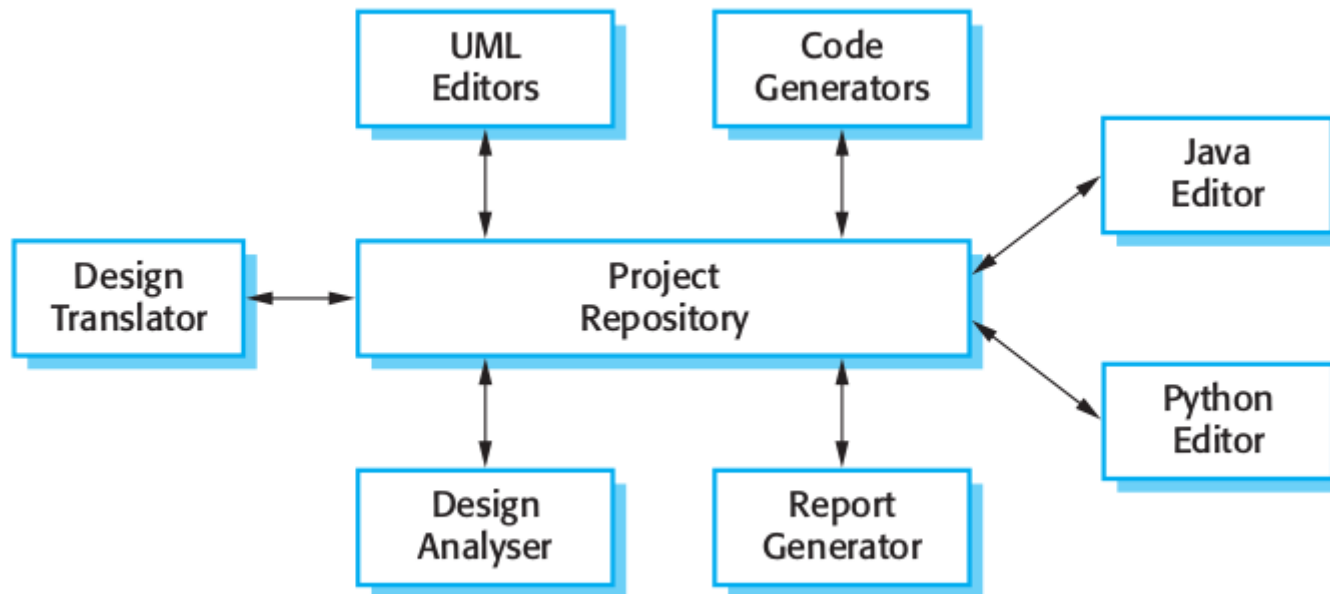 UML
Editors
Code
Generators
Java
Editor
Design
Translator
Project
Repository
Python
Editor
Design
Analyser
Report
Generator